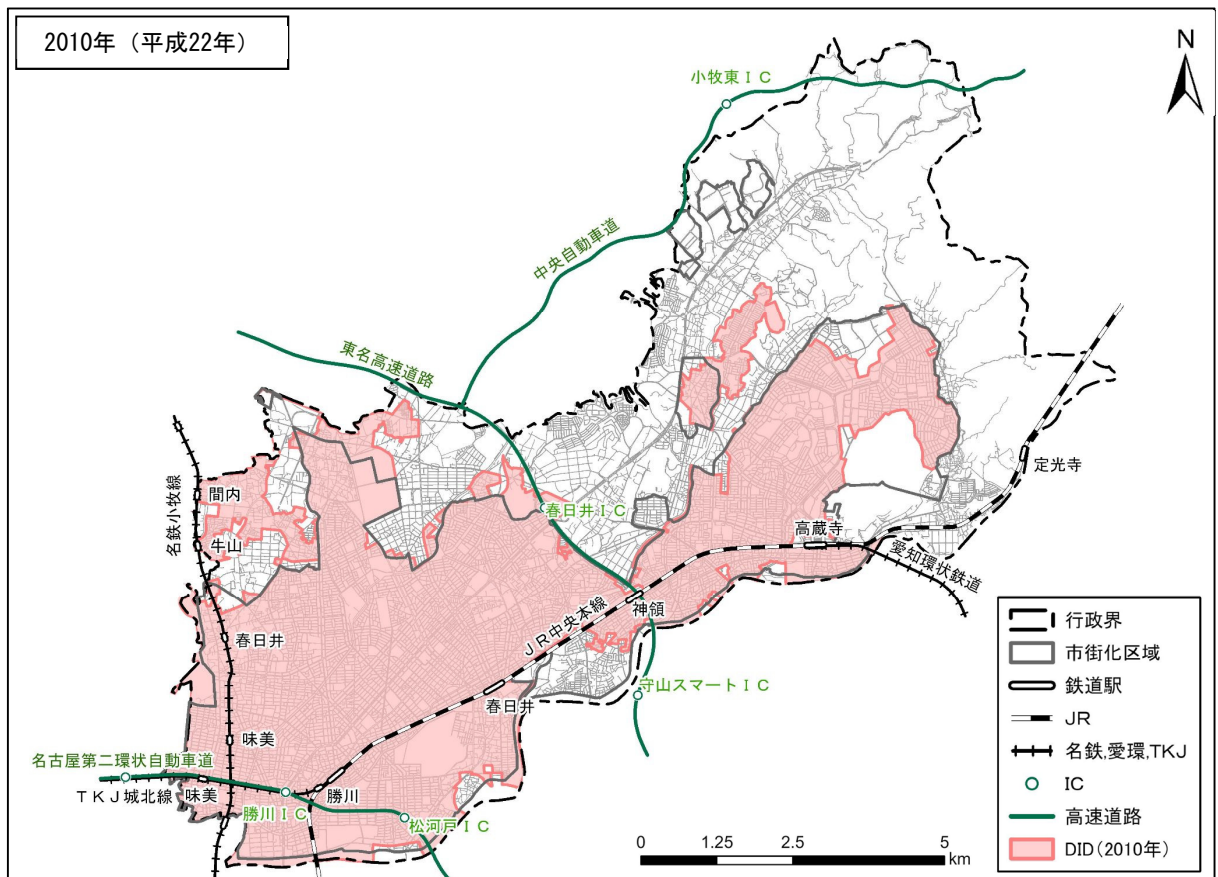 2010年（平成22年）
N
小牧東ＩＣ
中央自動車道
東名高速道路
名鉄小牧線
間内
牛山
春日井ＩＣ
定光寺
高蔵寺
愛知環状鉄道
ＪＲ中央本線
神領
春日井
守山スマートＩＣ
春日井
味美
名古屋第二環状自動車道
ＴＫＪ城北線
味美
勝川
勝川ＩＣ
松河戸ＩＣ
行政界
市街化区域
鉄道駅
JR
名鉄,愛環,TKJ
IC
高速道路
DID(2010年)
0 1.25 2.5 5
km